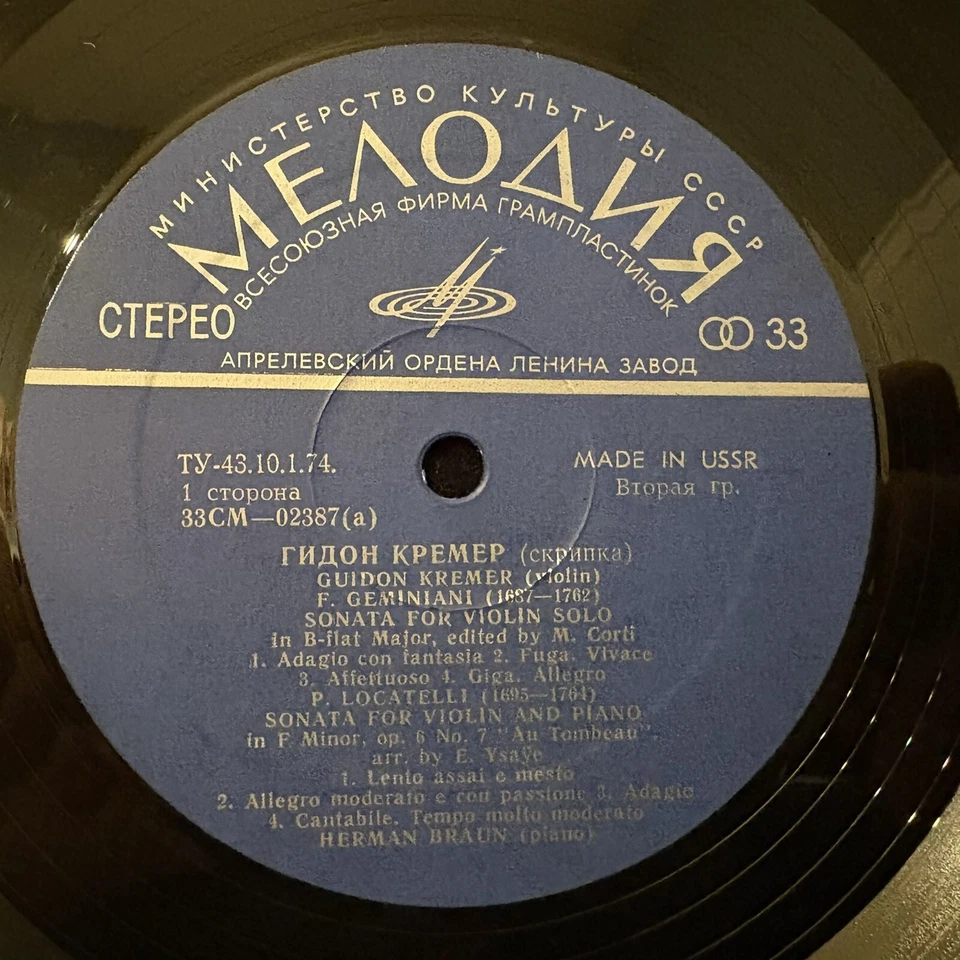 МИНИСТЕРСТВО КУЛЬТУРЫ СССР
МЕЛОДИЯ
ВСЕСОЮЗНАЯ ФИРМА ГРАМПЛАСТИНОК
СТЕРЕО
33
АПРЕЛЕВСКИЙ ОРДЕНА ЛЕНИНА ЗАВОД
ТУ-43.10.1.74.
1 сторона
33СМ—02387(а)
MADE IN USSR
Вторая гр.
ГИДОН КРЕМЕР (скрипка)
GUIDON KREMER (violin)
F. GEMINIANI (1687—1762)
SONATA FOR VIOLIN SOLO
in B-flat Major, edited by M. Corti
1. Adagio con fantasia 2. Fuga. Vivace
3. Affettuoso 4. Giga. Allegro
P. LOCATELLI (1695—1764)
SONATA FOR VIOLIN AND PIANO
in F Minor, op. 6 No. 7 "Au Tombeau"
arr. by E. Ysaÿe
1. Lento assai e mesto
2. Allegro moderato e con passione 3. Adagio
4. Cantabile. Tempo molto moderato
HERMAN BRAUN (piano)